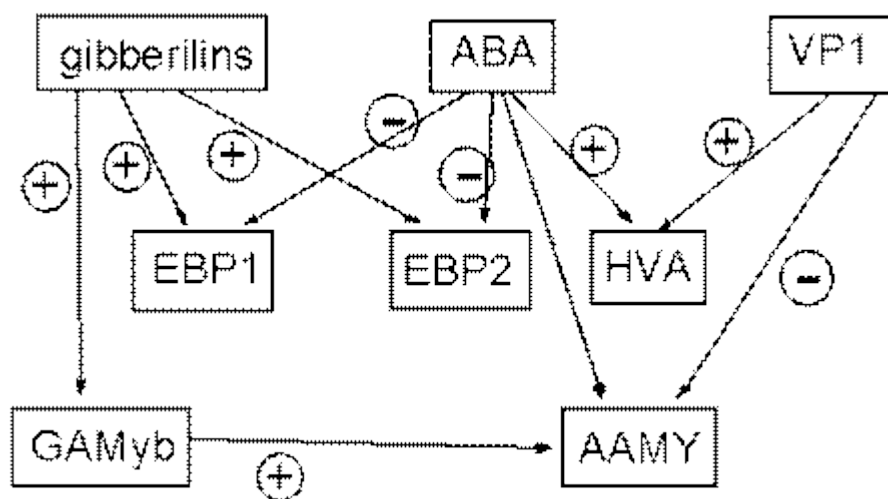 gibberilins
ABA
VP1
−
+
+
+
+
+
−
EBP1
EBP2
HVA
−
GAMyb
AAMY
+